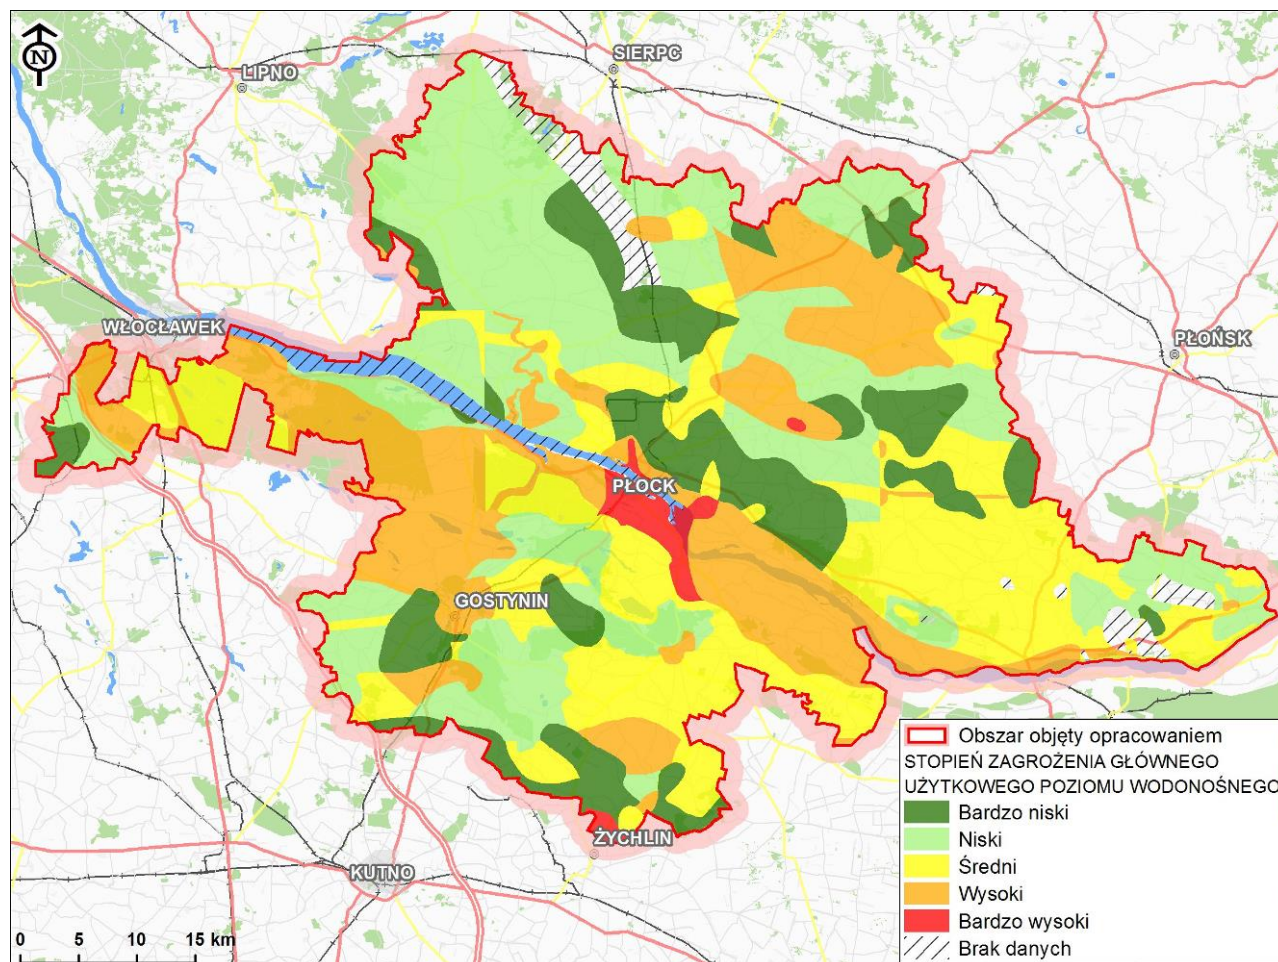 N
LIPNO
SIERPC
WŁOCŁAWEK
PŁOŃSK
PŁOCK
GOSTYNIN
ŻYCHLIN
KUTNO
0 5 10 15 km
Obszar objęty opracowaniem
STOPIEŃ ZAGROŻENIA GŁÓWNEGO
UŻYTKOWEGO POZIOMU WODONOŚNEGO
Bardzo niski
Niski
Średni
Wysoki
Bardzo wysoki
Brak danych